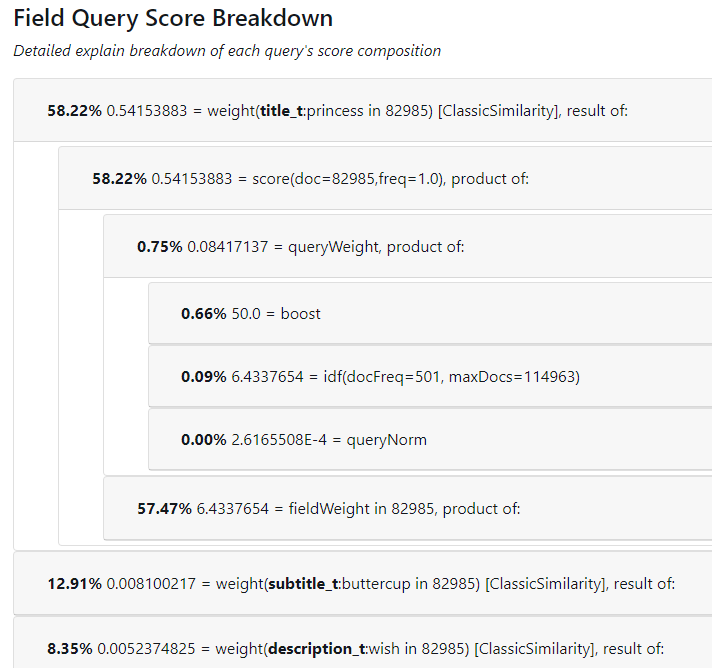 Field Query Score Breakdown
Detailed explain breakdown of each query's score composition
58.22% 0.54153883 = weight(title_t:princess in 82985) [ClassicSimilarity], result of:
58.22% 0.54153883 = score(doc=82985,freq=1.0), product of:
0.75% 0.08417137 = queryWeight, product of:
0.66% 50.0 = boost
0.09% 6.4337654 = idf(docFreq=501, maxDocs=114963)
0.00% 2.6165508E-4 = queryNorm
57.47% 6.4337654 = fieldWeight in 82985, product of:
12.91% 0.008100217 = weight(subtitle_t:buttercup in 82985) [ClassicSimilarity], result of:
8.35% 0.0052374825 = weight(description_t:wish in 82985) [ClassicSimilarity], result of: